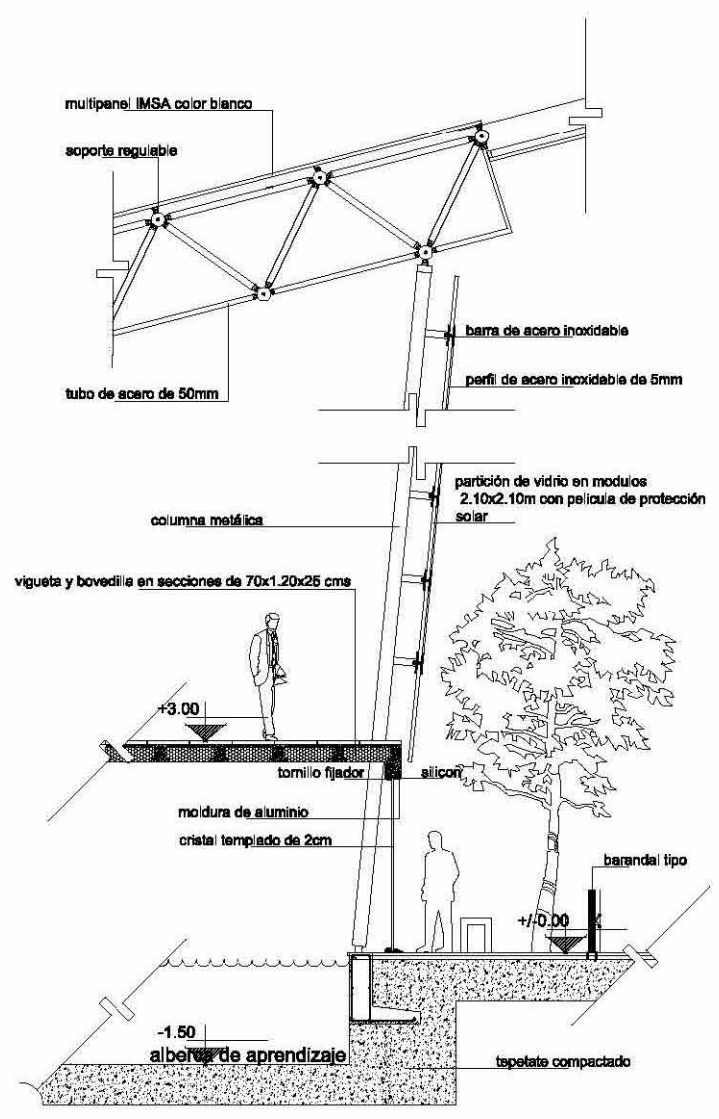 multipanel IMSA color blanco
soporte regulable
barra de acero inoxidable
perfil de acero inoxidable de 5mm
tubo de acero de 50mm
partición de vidrio en modulos
2.10x2.10m con pelicula de protección
solar
columna metálica
vigueta y bovedilla en secciones de 70x1.20x25 cms
+3.00
tornillo fijador
silicon
moldura de aluminio
cristal templado de 2cm
barandal tipo
+/-0.00
-1.50
alberca de aprendizaje
tepetate compactado